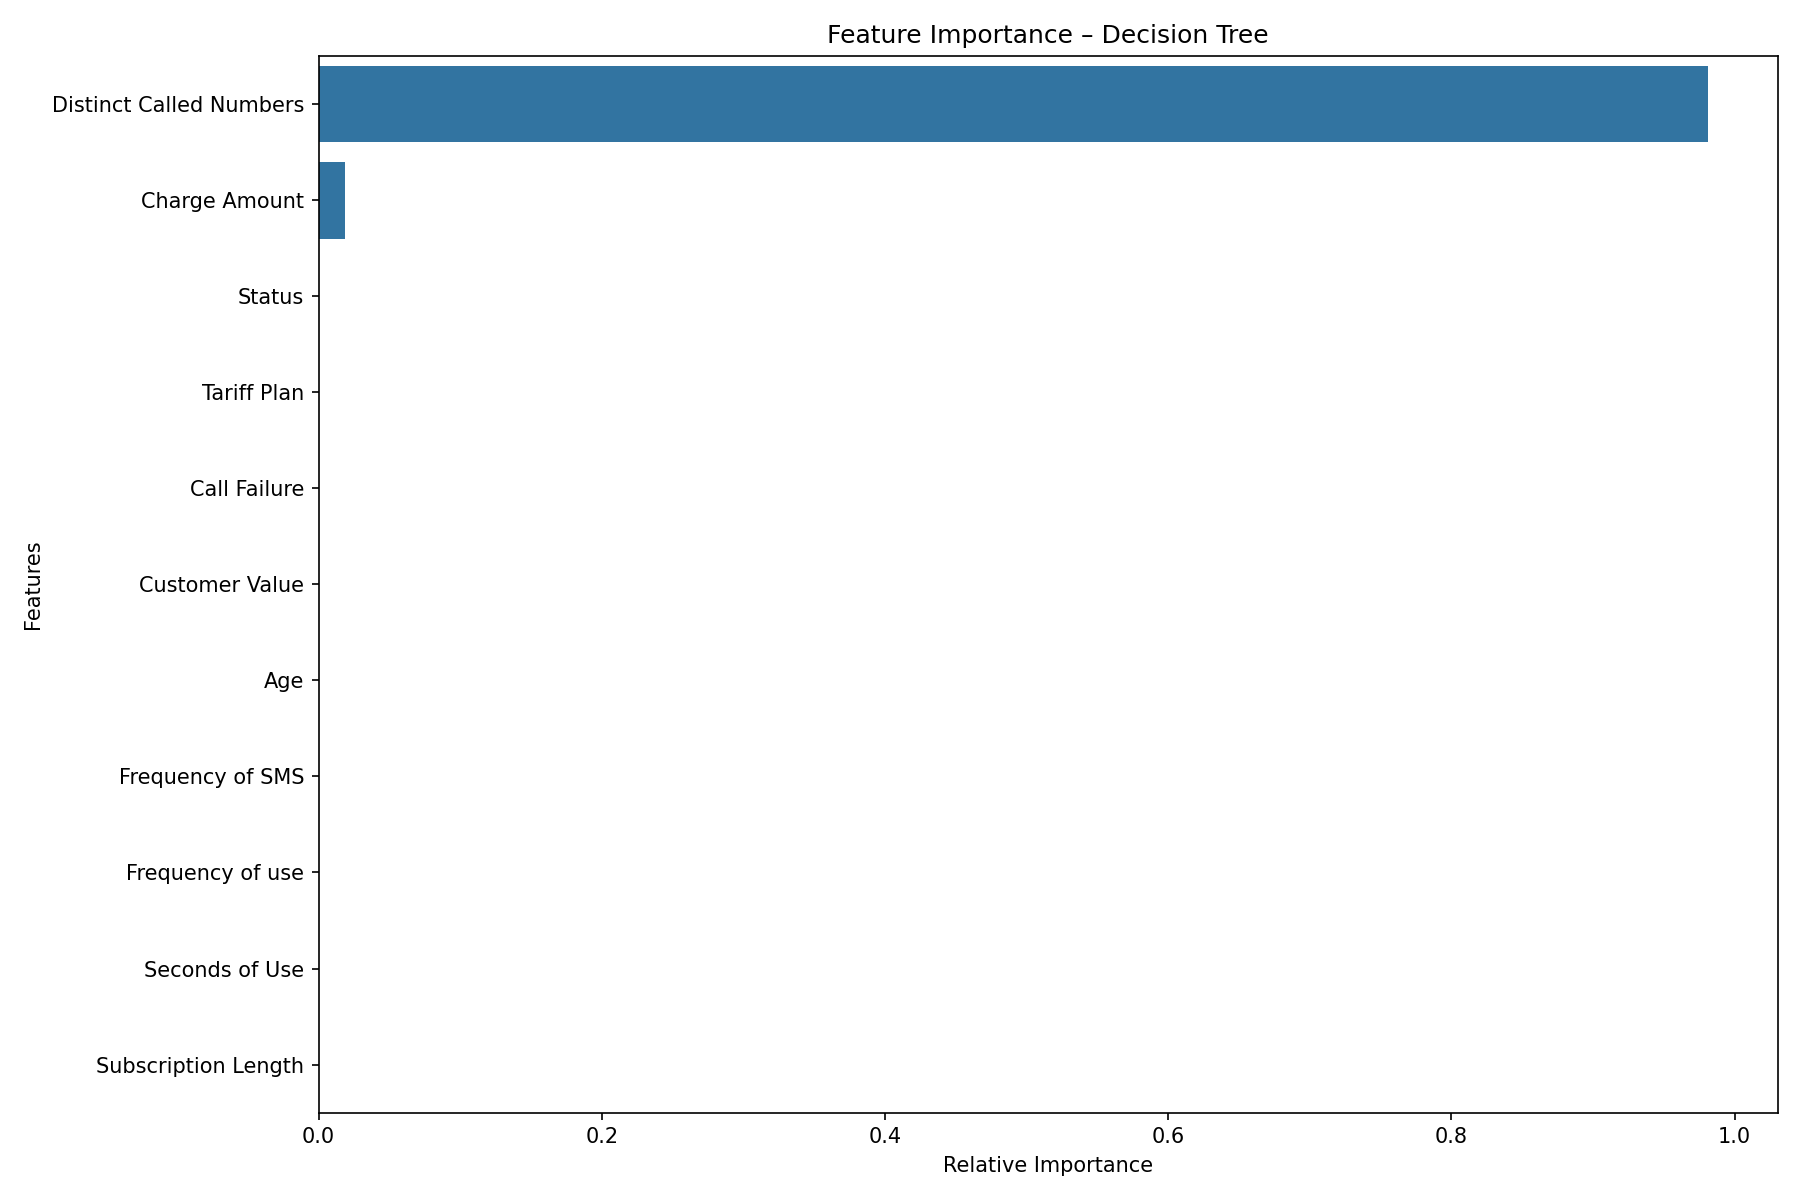 Feature Importance – Decision Tree
Distinct Called Numbers
Charge Amount
Status
Tariff Plan
Call Failure
Customer Value
Age
Frequency of SMS
Frequency of use
Seconds of Use
Subscription Length
Features
0.0 0.2 0.4 0.6 0.8 1.0
Relative Importance